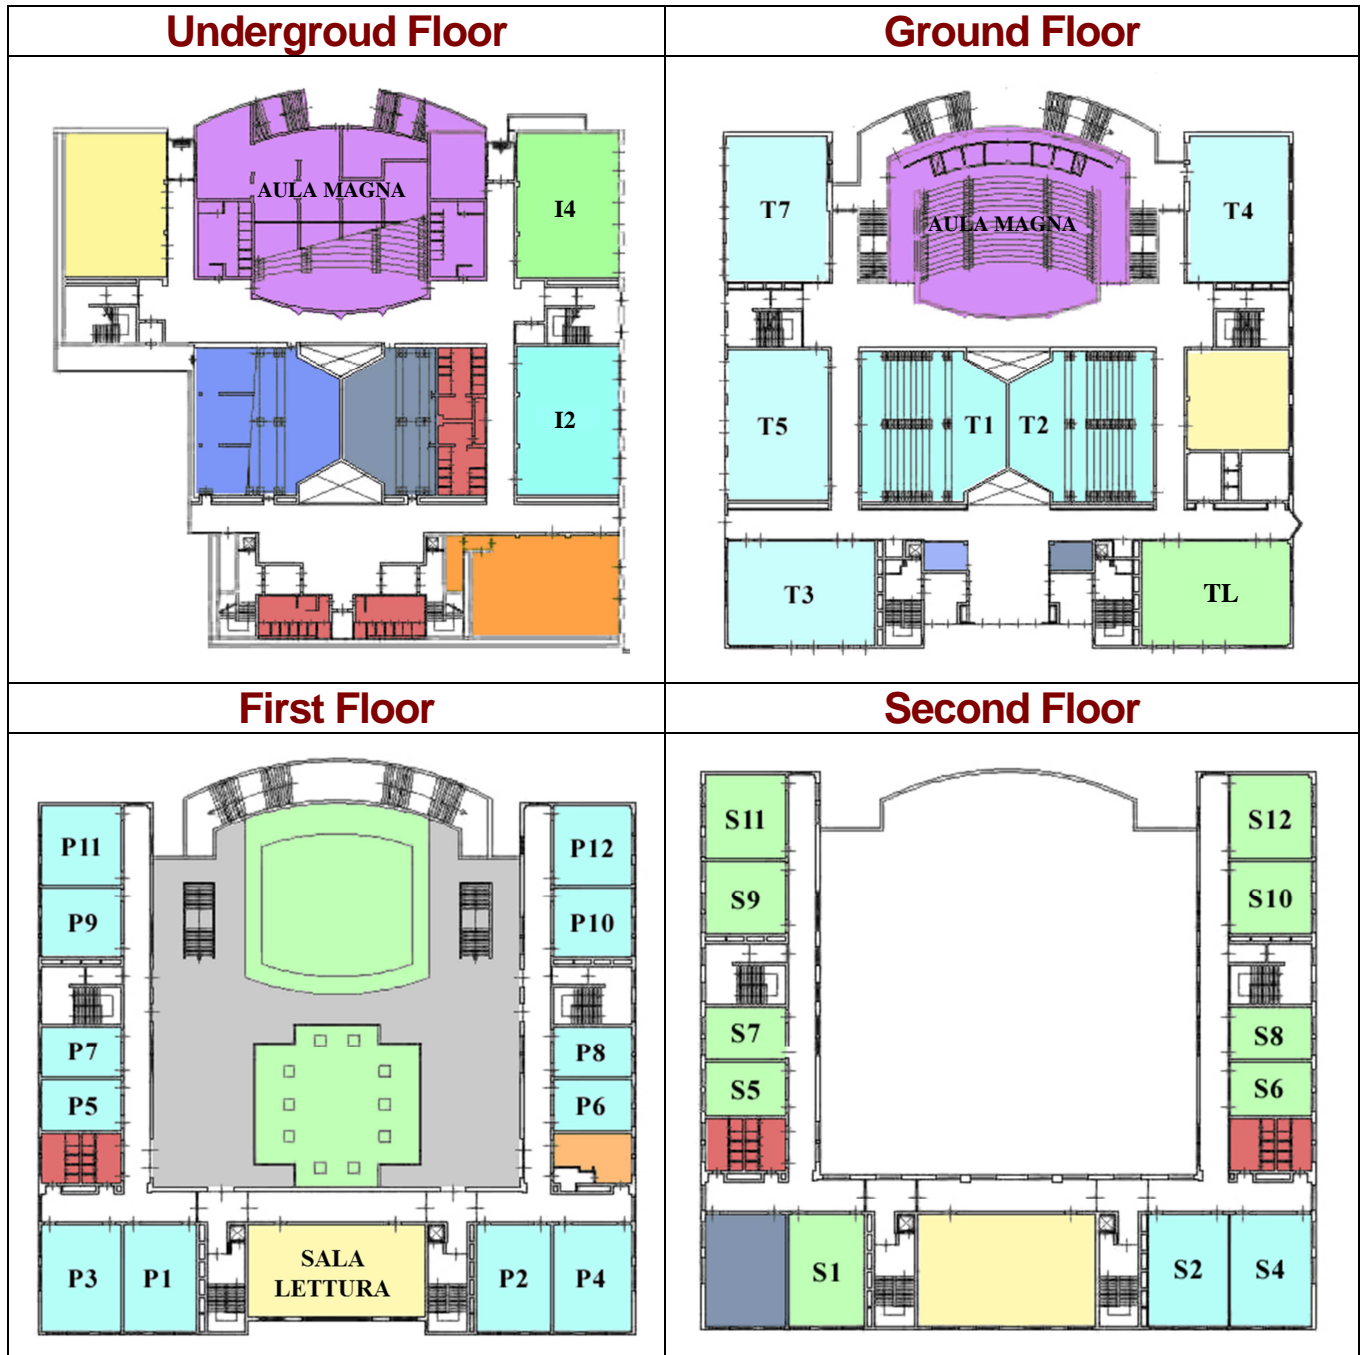 Undergroud Floor
Ground Floor
AULA MAGNA
I4
I2
T7
AULA MAGNA
T4
T5
T1
T2
T3
TL
First Floor
Second Floor
P11
P12
P9
P10
P7
P8
P5
P6
P3
P1
SALA
LETTURA
P2
P4
S11
S12
S9
S10
S7
S8
S5
S6
S1
S2
S4